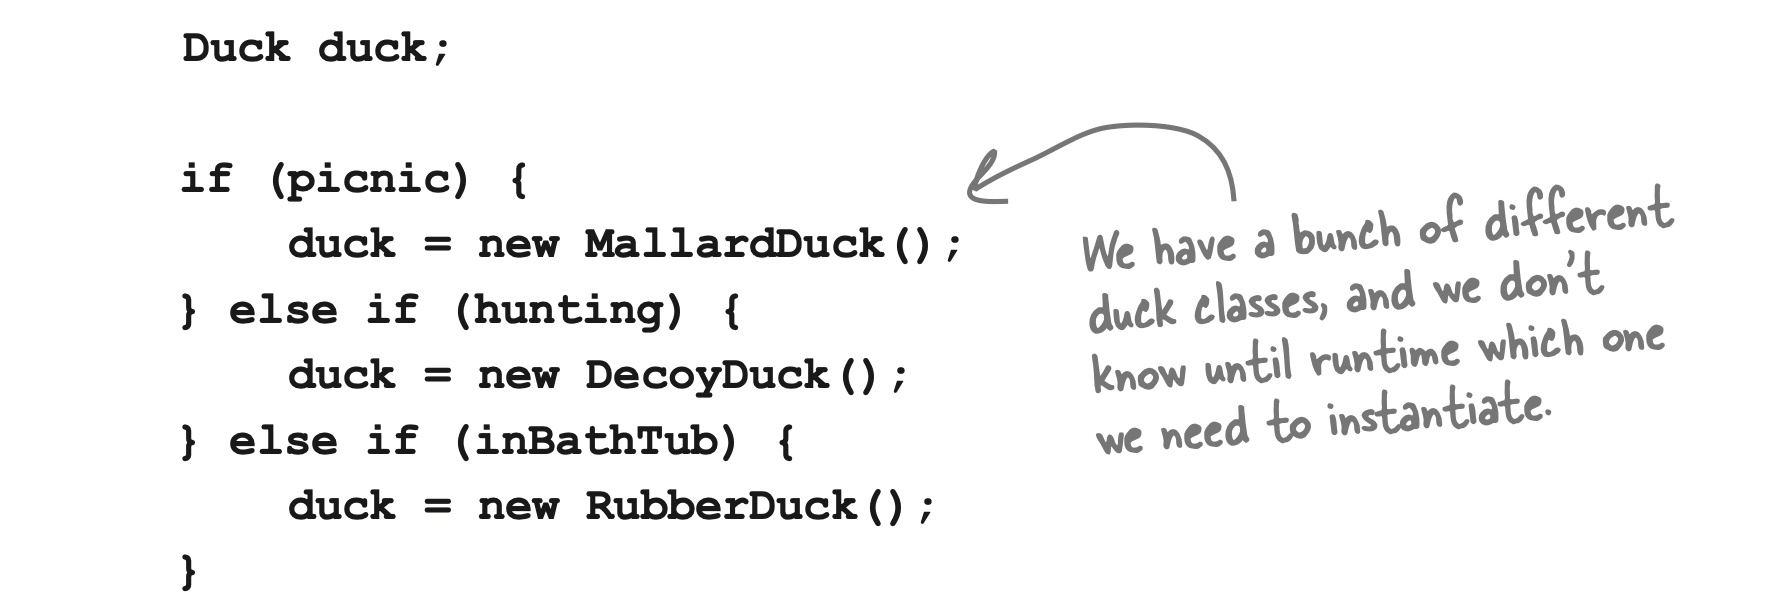 Duck duck;
if (picnic) {
    duck = new MallardDuck();
} else if (hunting) {
    duck = new DecoyDuck();
} else if (inBathTub) {
    duck = new RubberDuck();
}
We have a bunch of different
duck classes, and we don't
know until runtime which one
we need to instantiate.